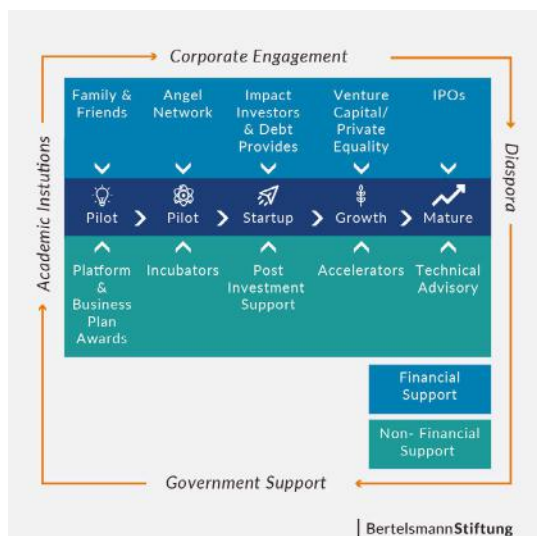 Corporate Engagement
Academic Instutions
Diaspora
Family &
Friends
Angel
Network
Impact
Investors
& Debt
Provides
Venture
Capital/
Private
Equality
IPOs
Pilot
Pilot
Startup
Growth
Mature
Platform
&
Business
Plan
Awards
Incubators
Post
Investment
Support
Accelerators
Technical
Advisory
Financial
Support
Non- Financial
Support
Government Support
BertelsmannStiftung